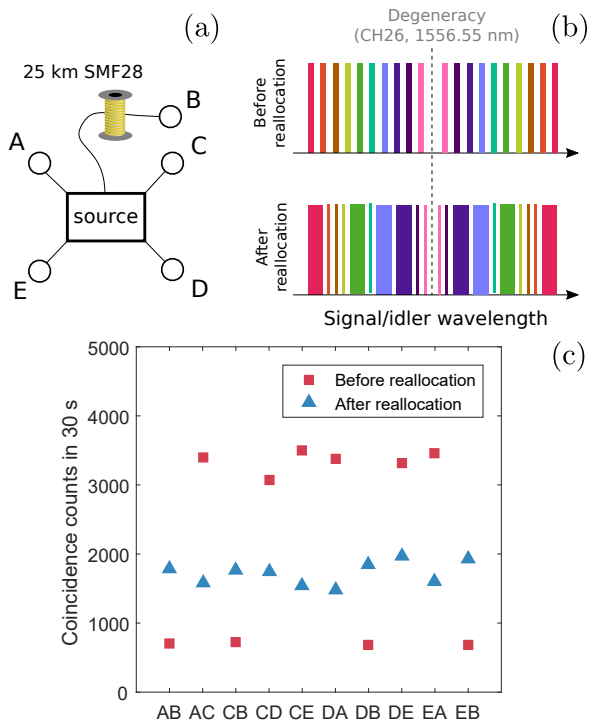 (a)
25 km SMF28
B
A
C
source
E
D
Degeneracy
(CH26, 1556.55 nm)
(b)
Before
reallocation
After
reallocation
Signal/idler wavelength
(c)
Coincidence counts in 30 s
5000
4000
3000
2000
1000
0
Before reallocation
After reallocation
AB AC CB CD CE DA DB DE EA EB